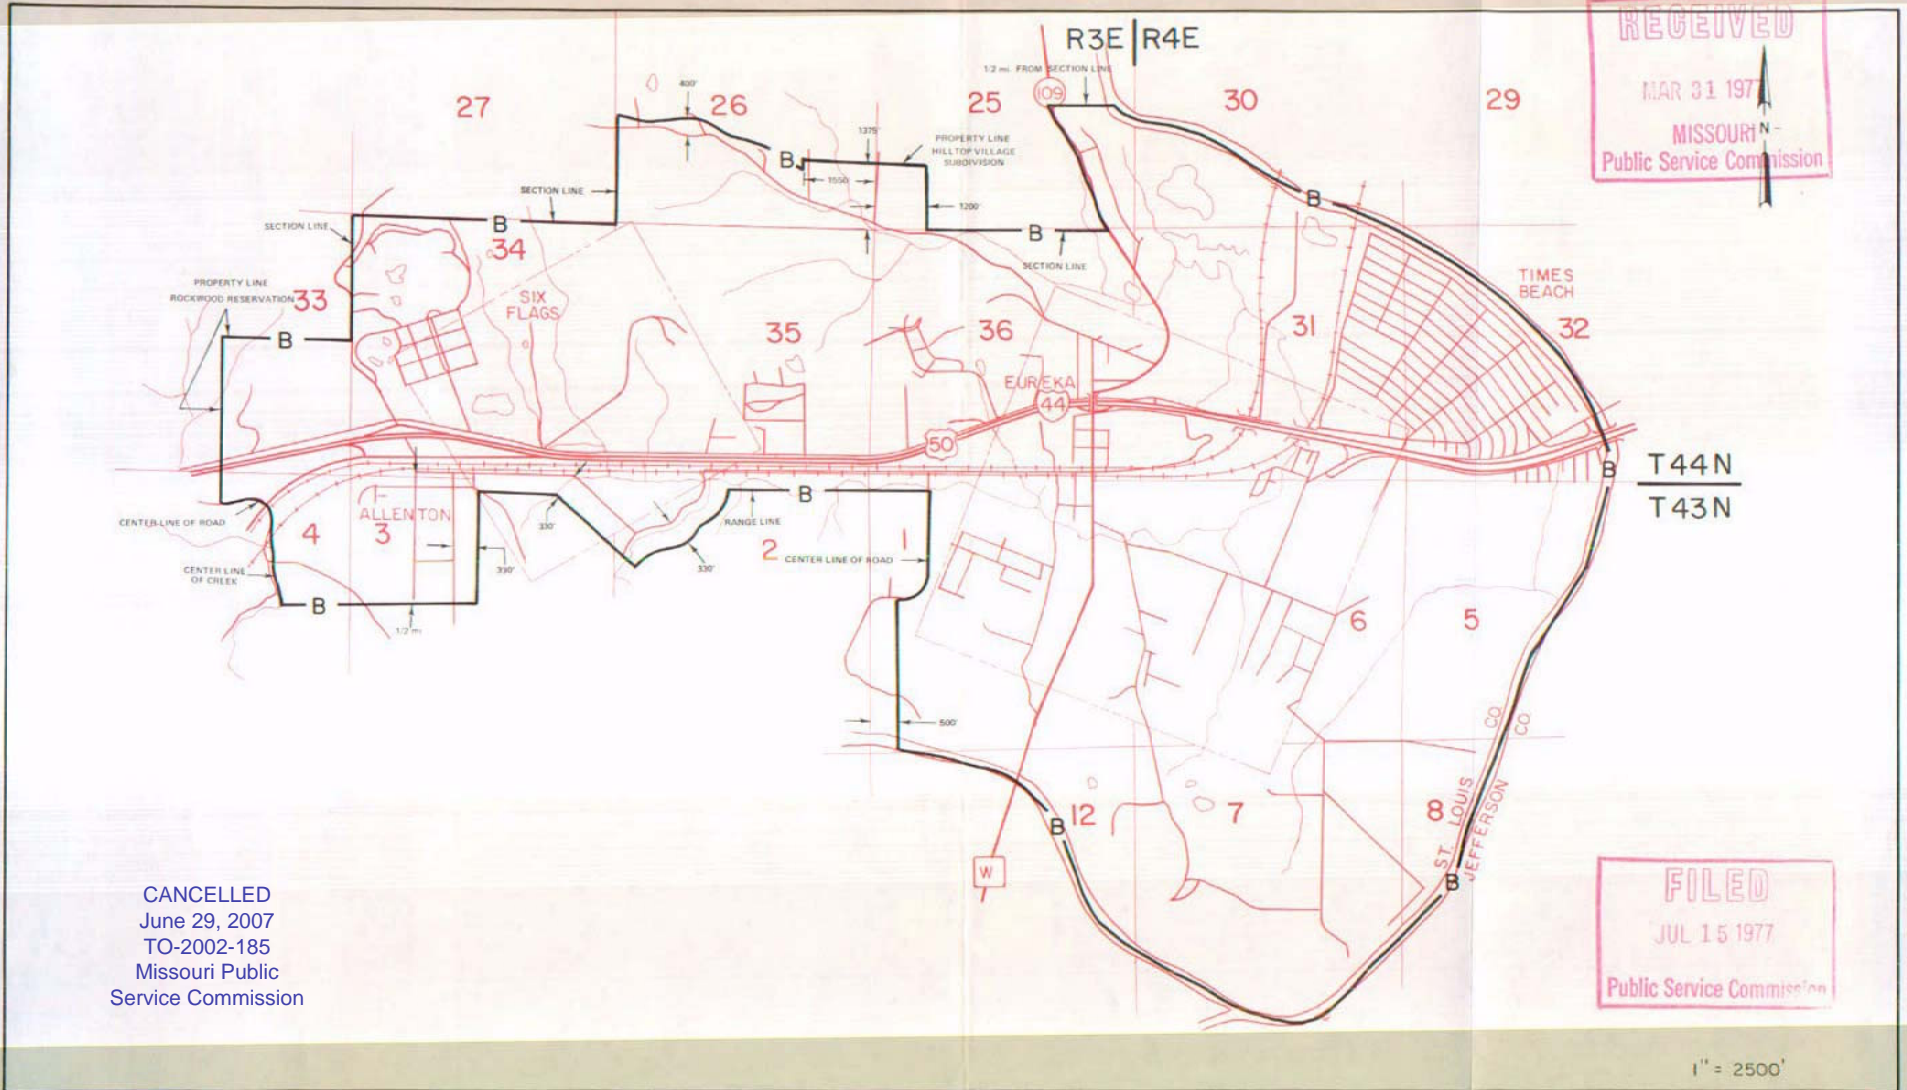 R3E | R4E
RECEIVED
MAR 31 197
MISSOURI
Public Service Commission
N
1/2 mi. FROM SECTION LINE
109
27
400'
26
25
30
29
1375'
PROPERTY LINE
HILLTOP VILLAGE
SUBDIVISION
B
1550'
SECTION LINE
1200'
B
SECTION LINE
B
34
B
SECTION LINE
PROPERTY LINE
ROCKWOOD RESERVATION
33
SIX
FLAGS
35
36
31
TIMES
BEACH
32
B
EUREKA
44
50
B
T44N
T43N
CENTER LINE OF ROAD
4
ALLENTON
3
330'
RANGE LINE
B
2
1
CENTER LINE OF ROAD
330'
CENTER LINE
OF CREEK
B
1/2 mi
6
5
500'
CO
CO
12
7
8
ST. LOUIS
JEFFERSON
B
W
B
CANCELLED
June 29, 2007
TO-2002-185
Missouri Public
Service Commission
FILED
JUL 15 1977
Public Service Commission
1" = 2500'